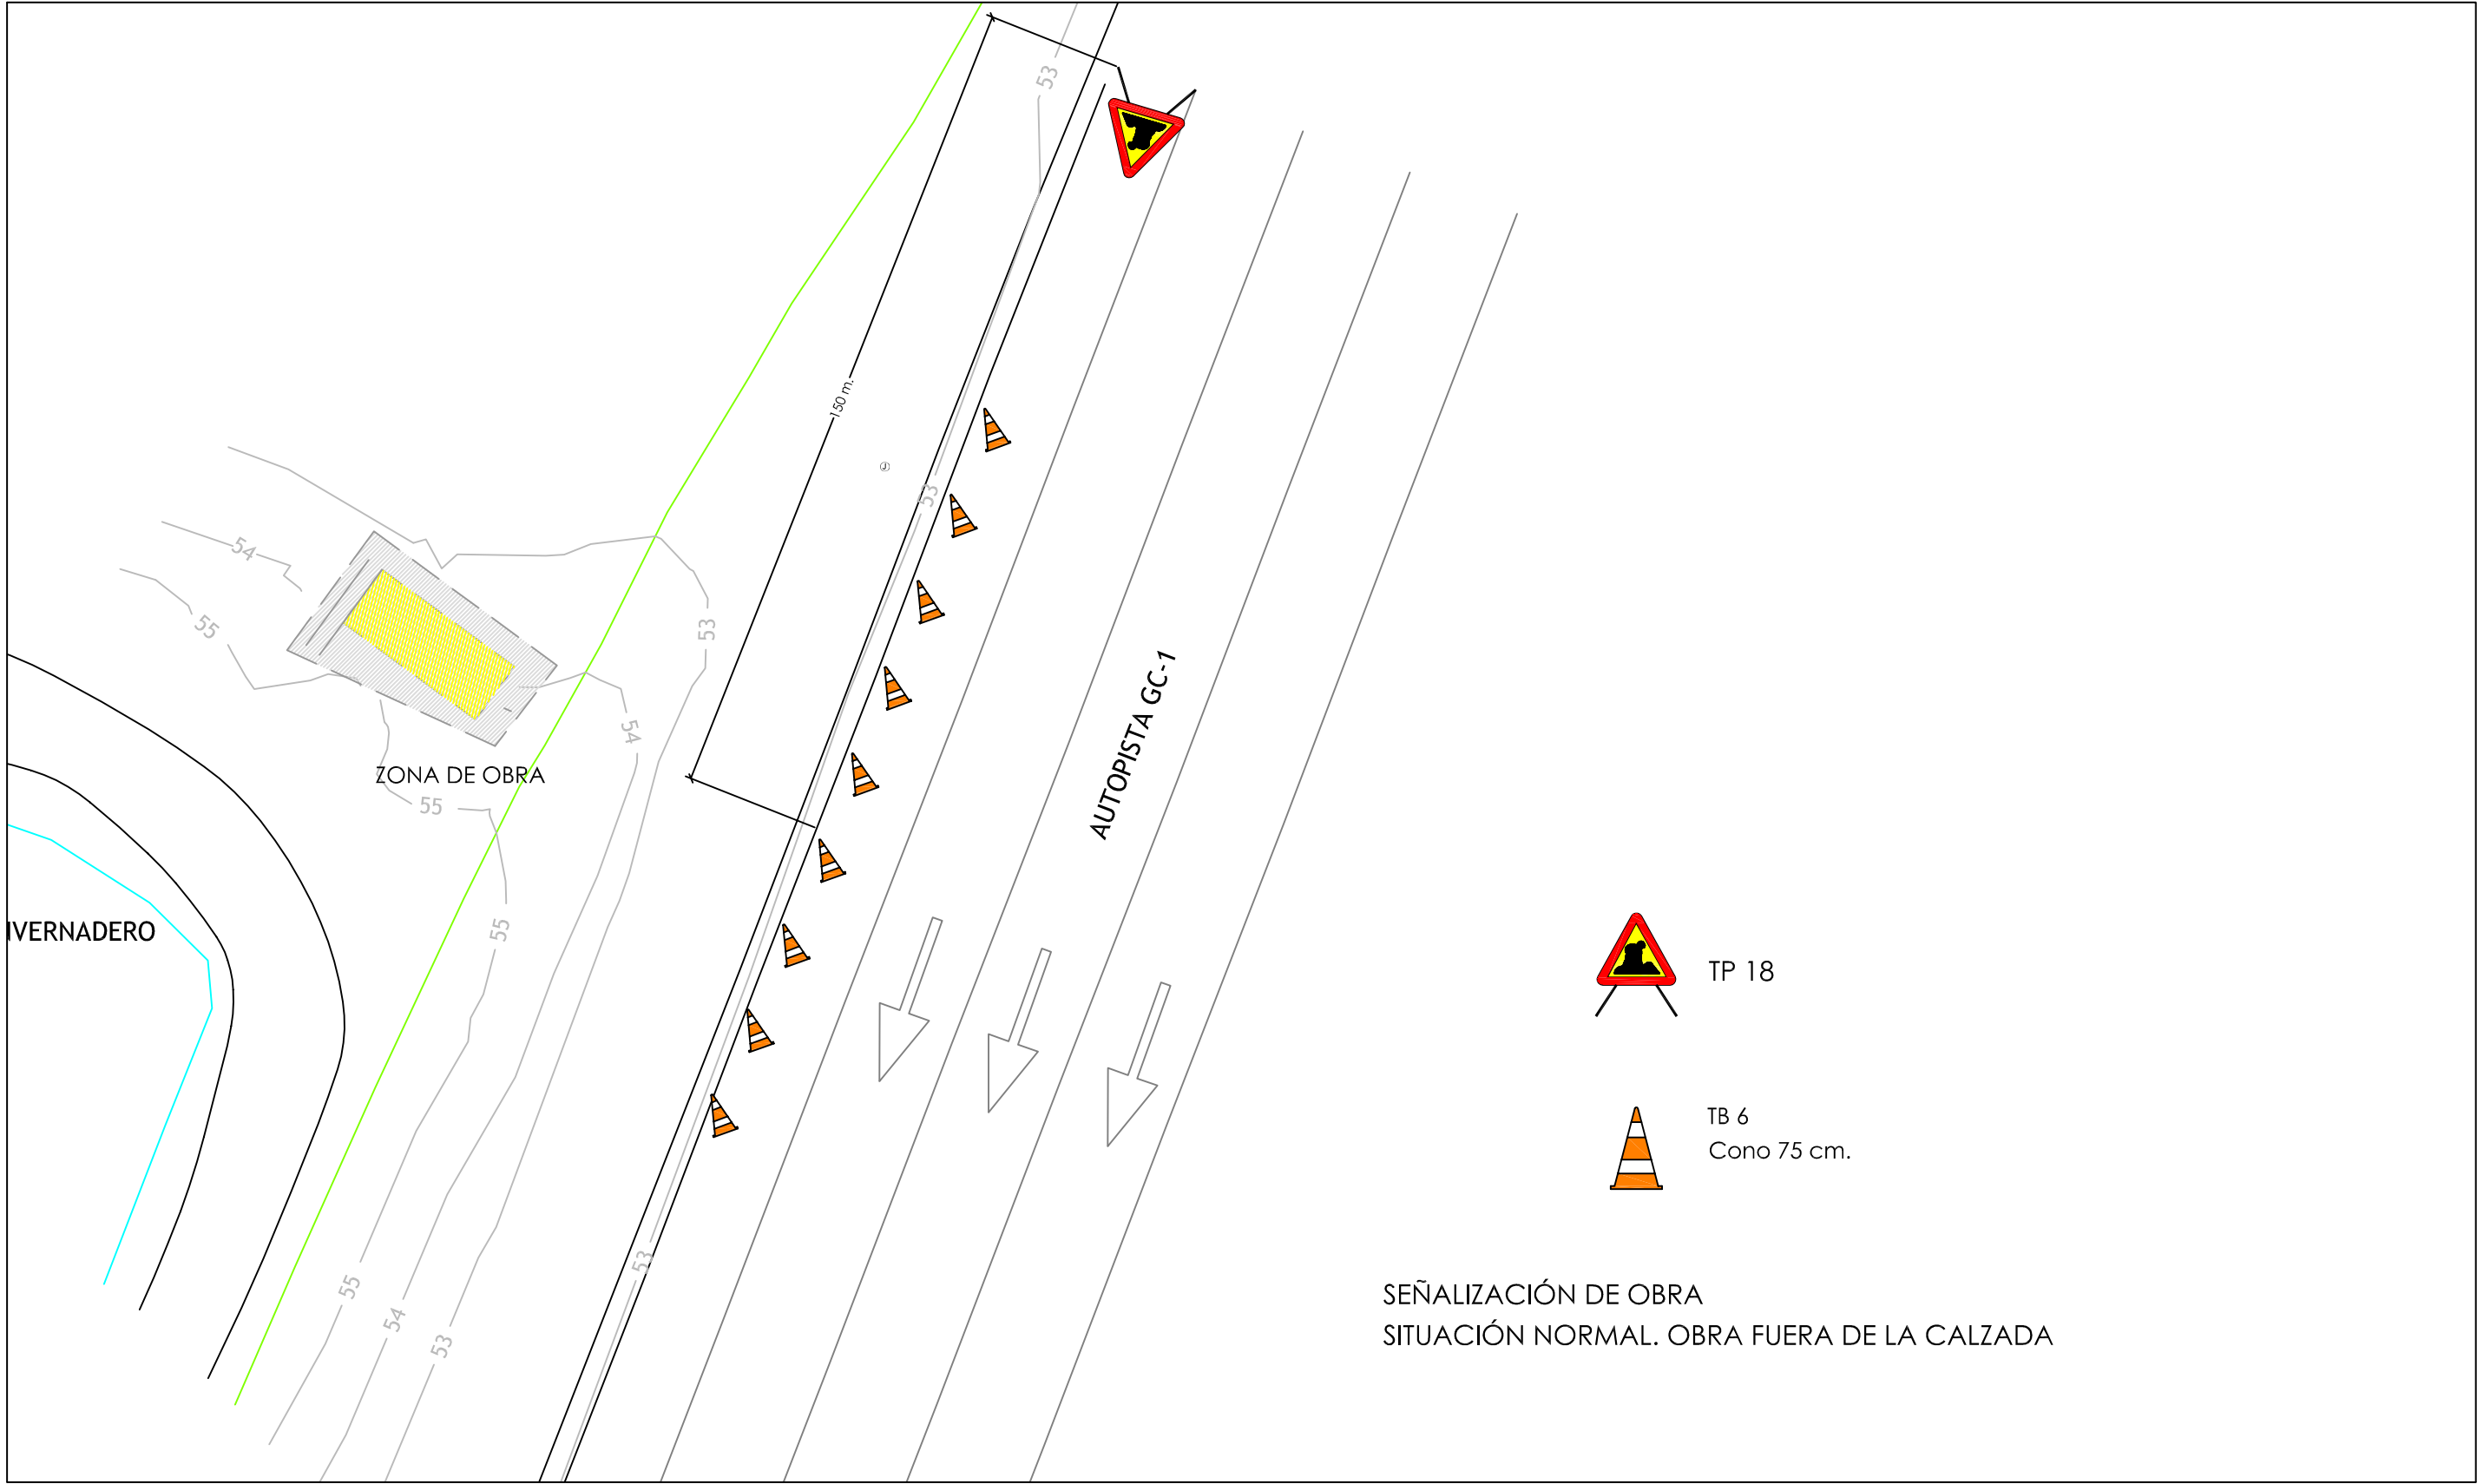 53
150 m.
53
54
55
53
54
ZONA DE OBRA
55
AUTOPISTA GC-1
55
IVERNADERO
TP 18
TB 6
Cono 75 cm.
53
55
54
53
SEÑALIZACIÓN DE OBRA
SITUACIÓN NORMAL. OBRA FUERA DE LA CALZADA